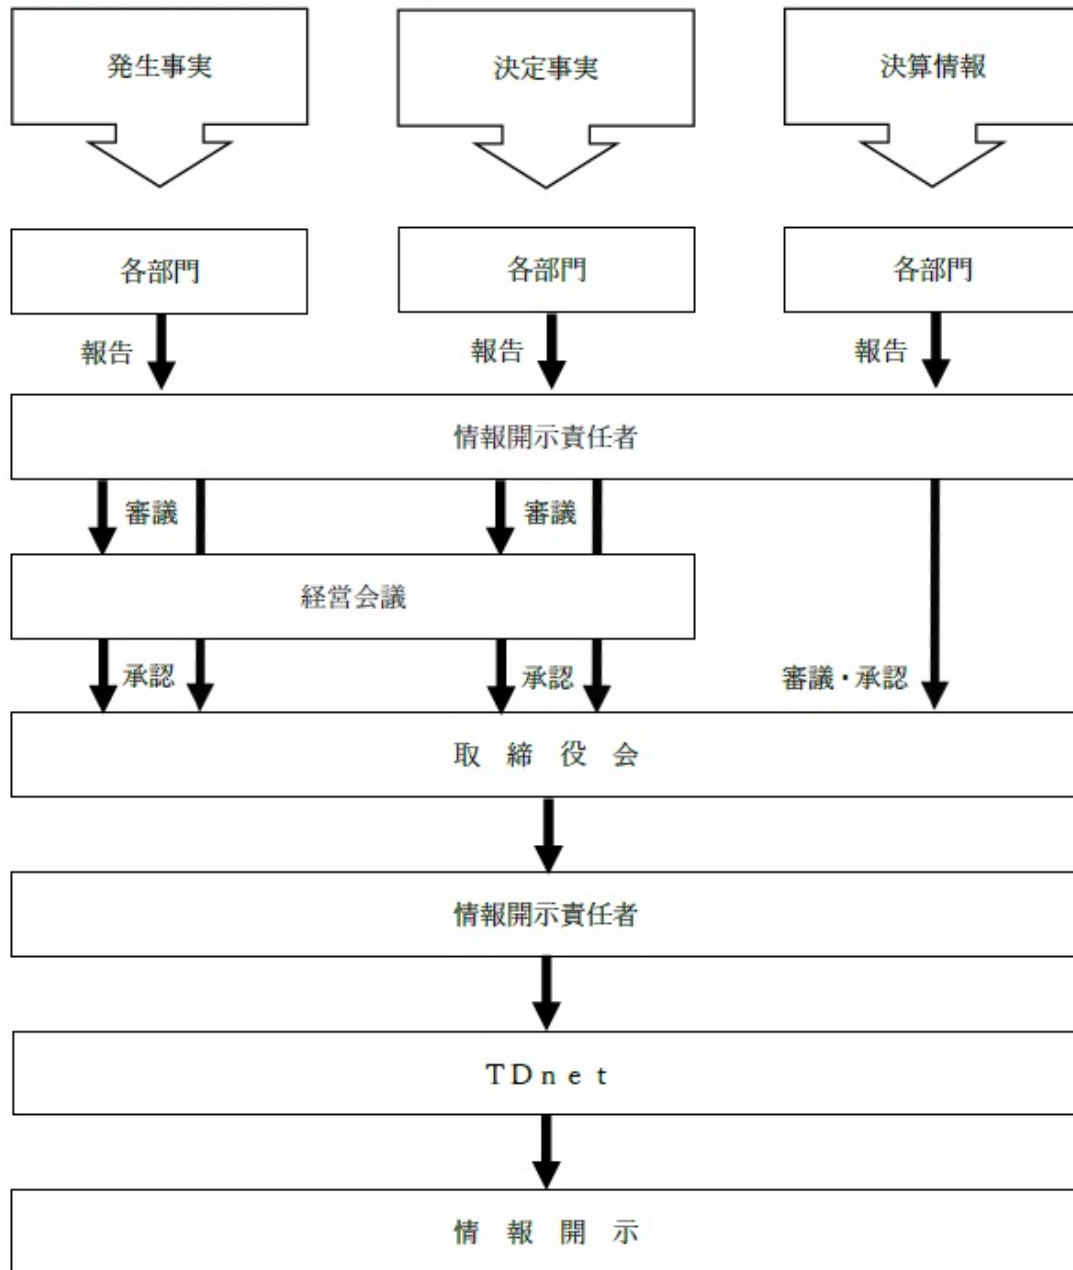 発生事実
決定事実
決算情報
各部門
各部門
各部門
報告
報告
報告
情報開示責任者
審議
審議
経営会議
承認
承認
審議・承認
取 締 役 会
情報開示責任者
TDnet
情 報 開 示